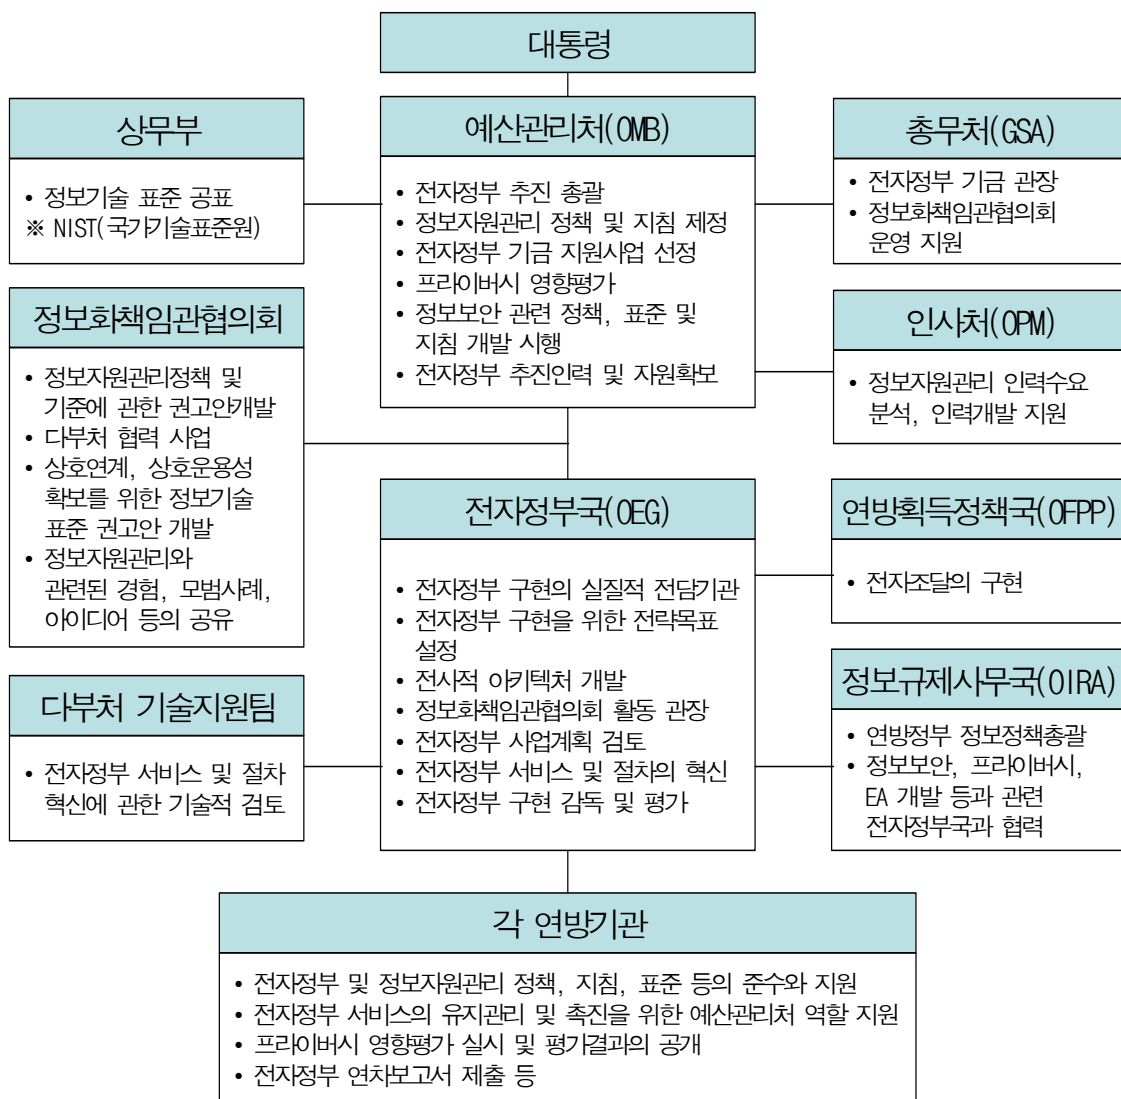 대통령
상무부
• 정보기술 표준 공표
※ NIST(국가기술표준원)
예산관리처(OMB)
• 전자정부 추진 총괄
• 정보자원관리 정책 및 지침 제정
• 전자정부 기금 지원사업 선정
• 프라이버시 영향평가
• 정보보안 관련 정책, 표준 및
지침 개발 시행
• 전자정부 추진인력 및 자원확보
총무처(GSA)
• 전자정부 기금 관장
• 정보화책임관협의회
운영 지원
정보화책임관협의회
• 정보자원관리정책 및
기준에 관한 권고안개발
• 다부처 협력 사업
• 상호연계, 상호운용성
확보를 위한 정보기술
표준 권고안 개발
• 정보자원관리와
관련된 경험, 모범사례,
아이디어 등의 공유
인사처(OPM)
• 정보자원관리 인력수요
분석, 인력개발 지원
전자정부국(OEG)
• 전자정부 구현의 실질적 전담기관
• 전자정부 구현을 위한 전략목표
설정
• 전사적 아키텍처 개발
• 정보화책임관협의회 활동 관장
• 전자정부 사업계획 검토
• 전자정부 서비스 및 절차의 혁신
• 전자정부 구현 감독 및 평가
연방획득정책국(OFPP)
• 전자조달의 구현
다부처 기술지원팀
• 전자정부 서비스 및 절차
혁신에 관한 기술적 검토
정보규제사무국(OIRA)
• 연방정부 정보정책총괄
• 정보보안, 프라이버시,
EA 개발 등과 관련
전자정부국과 협력
각 연방기관
• 전자정부 및 정보자원관리 정책, 지침, 표준 등의 준수와 지원
• 전자정부 서비스의 유지관리 및 촉진을 위한 예산관리처 역할 지원
• 프라이버시 영향평가 실시 및 평가결과의 공개
• 전자정부 연차보고서 제출 등